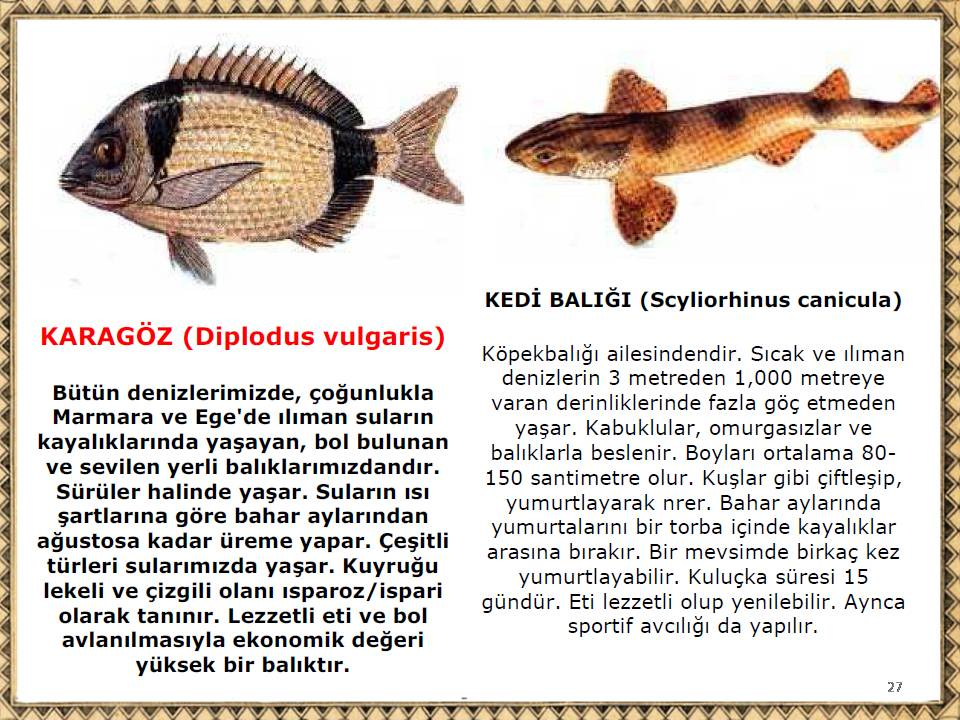 KARAGÖZ (Diplodus vulgaris)
Bütün denizlerimizde, çoğunlukla
Marmara ve Ege'de ılıman suların
kayalıklarında yaşayan, bol bulunan
ve sevilen yerli balıklarımızdandır.
Sürüler halinde yaşar. Suların ısı
şartlarına göre bahar aylarından
ağustosa kadar üreme yapar. Çeşitli
türleri sularımızda yaşar. Kuyruğu
lekeli ve çizgili olanı ısparoz/ispari
olarak tanınır. Lezzetli eti ve bol
avlanılmasıyla ekonomik değeri
yüksek bir balıktır.
KEDİ BALIĞI (Scyliorhinus canicula)
Köpekbalığı ailesindendir. Sıcak ve ılıman
denizlerin 3 metreden 1,000 metreye
varan derinliklerinde fazla göç etmeden
yaşar. Kabuklular, omurgasızlar ve
balıklarla beslenir. Boyları ortalama 80-
150 santimetre olur. Kuşlar gibi çiftleşip,
yumurtlayarak nrer. Bahar aylarında
yumurtalarını bir torba içinde kayalıklar
arasına bırakır. Bir mevsimde birkaç kez
yumurtlayabilir. Kuluçka süresi 15
gündür. Eti lezzetli olup yenilebilir. Aynca
sportif avcılığı da yapılır.
27